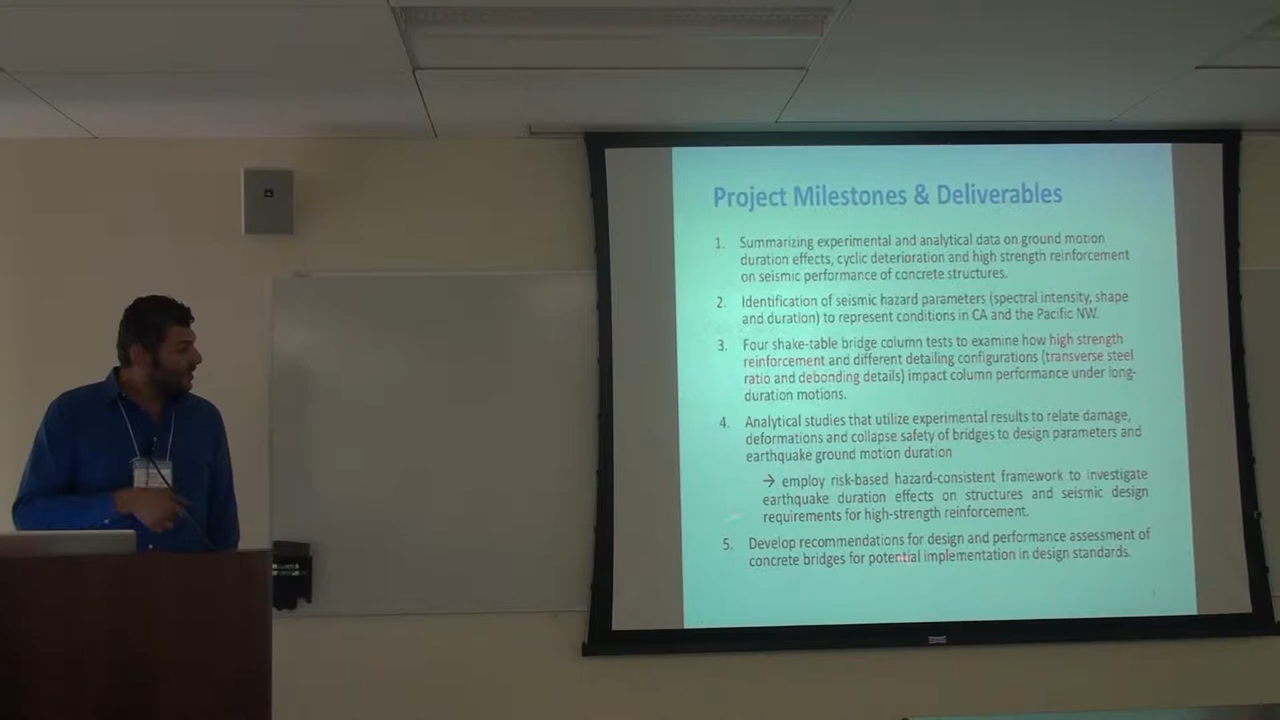 Project Milestones & Deliverables
1. Summarizing experimental and analytical data on ground motion
duration effects, cyclic deterioration and high strength reinforcement
on seismic performance of concrete structures.
2. Identification of seismic hazard parameters (spectral intensity, shape
and duration) to represent conditions in CA and the Pacific NW.
3. Four shake-table bridge column tests to examine how high strength
reinforcement and different detailing configurations (transverse steel
ratio and debonding details) impact column performance under long-
duration motions.
4. Analytical studies that utilize experimental results to relate damage,
deformations and collapse safety of bridges to design parameters and
earthquake ground motion duration
→ employ risk-based hazard-consistent framework to investigate
earthquake duration effects on structures and seismic design
requirements for high-strength reinforcement.
5. Develop recommendations for design and performance assessment of
concrete bridges for potential implementation in design standards.